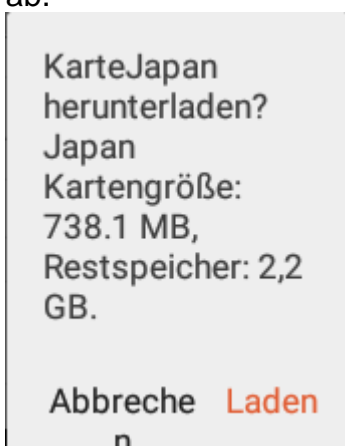 ab.
KarteJapan
herunterladen?
Japan
Kartengröße:
738.1 MB,
Restspeicher: 2,2
GB.
Abbreche Laden
n